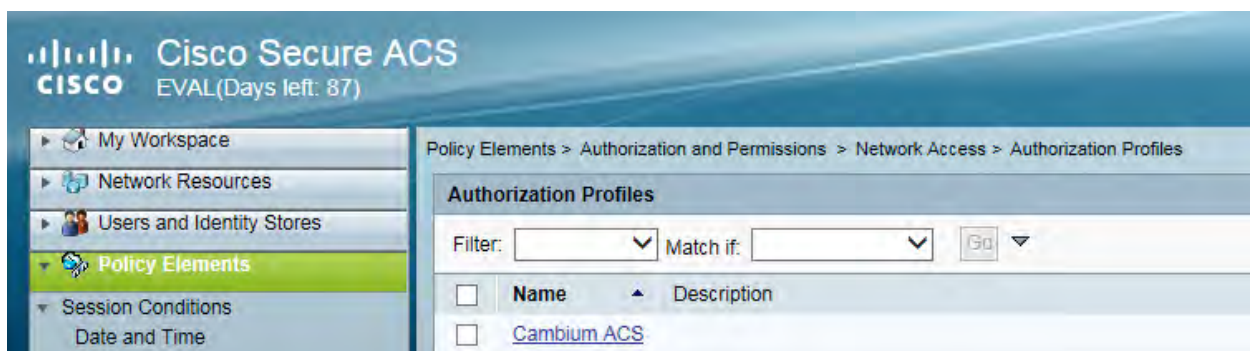 CISCO
Cisco Secure ACS
EVAL(Days left: 87)
My Workspace
Network Resources
Users and Identity Stores
Policy Elements
Session Conditions
Date and Time
Policy Elements > Authorization and Permissions > Network Access > Authorization Profiles
Authorization Profiles
Filter: Match if: Go
Name Description
Cambium ACS